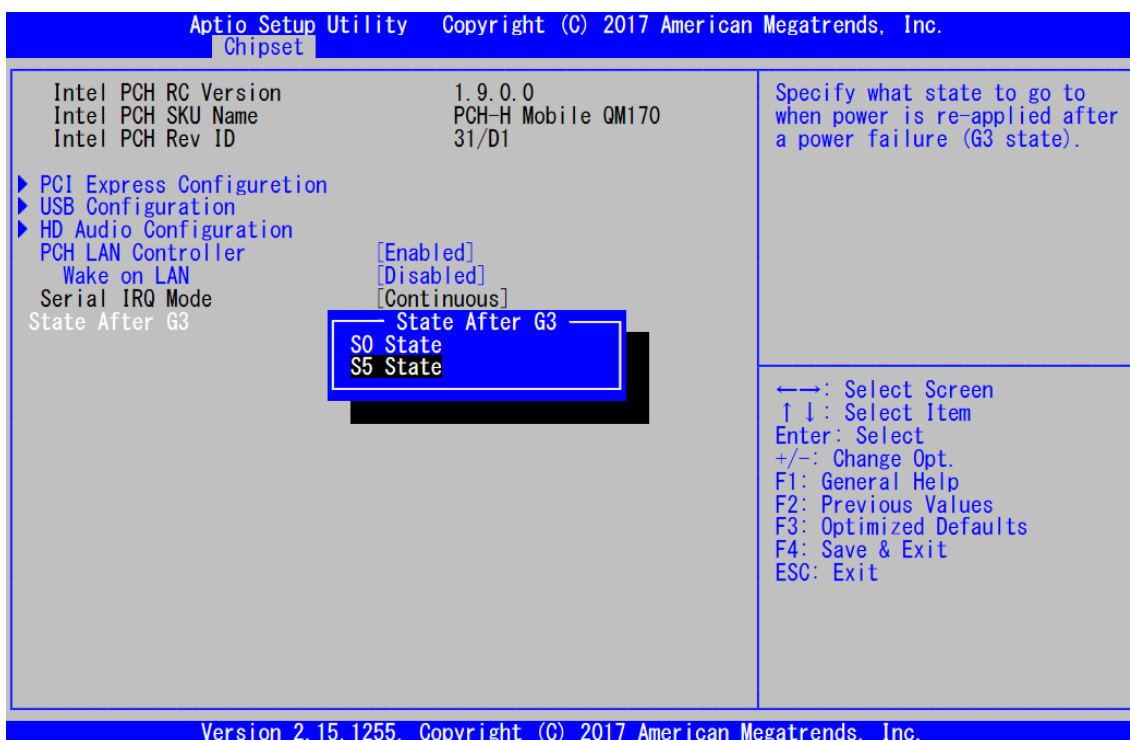 Aptio Setup Utility Copyright (C) 2017 American Megatrends, Inc.
Chipset
Intel PCH RC Version 1.9.0.0
Intel PCH SKU Name PCH-H Mobile QM170
Intel PCH Rev ID 31/D1
PCI Express Configuretion
USB Configuration
HD Audio Configuration
PCH LAN Controller [Enabled]
Wake on LAN [Disabled]
Serial IRQ Mode [Continuous]
State After G3
State After G3
S0 State
S5 State
Specify what state to go to
when power is re-applied after
a power failure (G3 state).
←→: Select Screen
↑↓: Select Item
Enter: Select
+/-: Change Opt.
F1: General Help
F2: Previous Values
F3: Optimized Defaults
F4: Save & Exit
ESC: Exit
Version 2.15.1255. Copyright (C) 2017 American Megatrends, Inc.